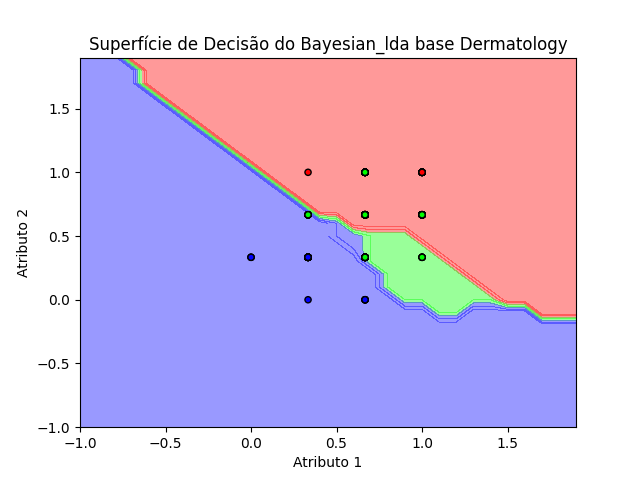 Superfície de Decisão do Bayesian_lda base Dermatology
Atributo 2
1.5
1.0
0.5
0.0
−0.5
−1.0
−1.0 −0.5 0.0 0.5 1.0 1.5
Atributo 1